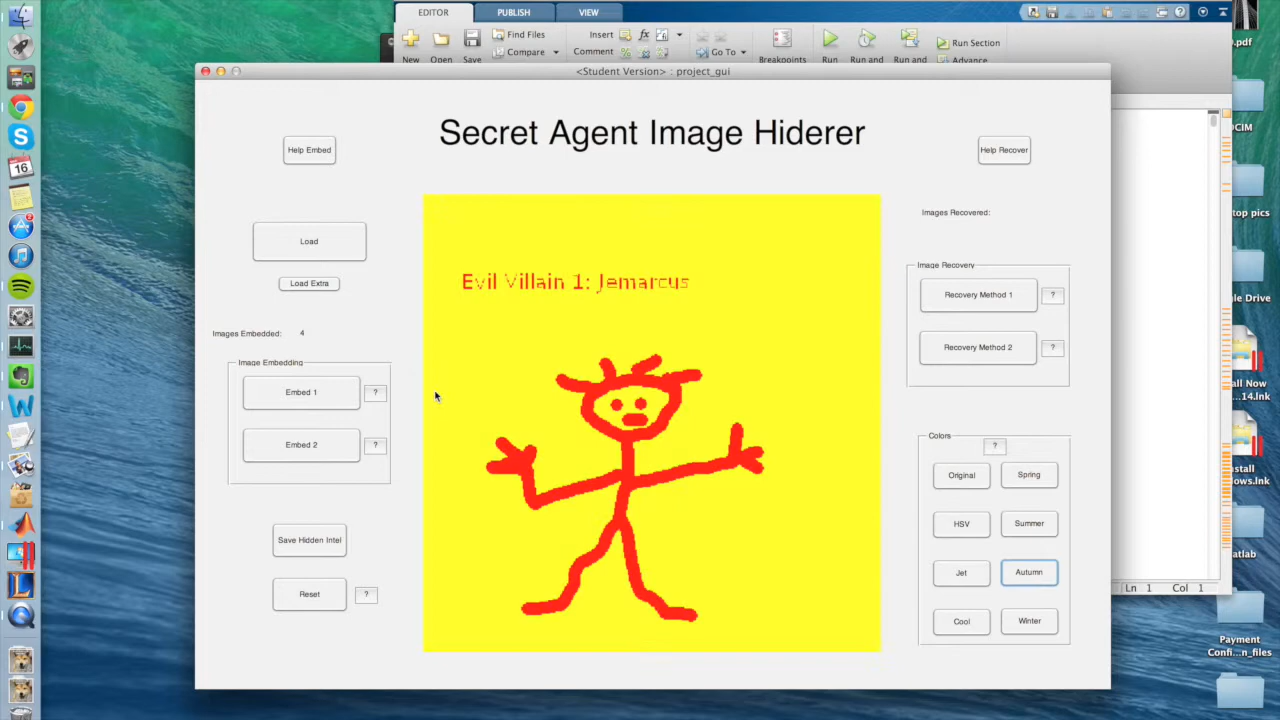 EDITOR
PUBLISH
VIEW
New
Open
Save
Find Files
Compare
Insert
Comment
fx
Go To
Breakpoints
Run
Run and
Run and
Run Section
Advance
.pdf
<Student Version> : project_gui
Secret Agent Image Hiderer
Help Embed
Help Recover
Load
Load Extra
Images Embedded: 4
Image Embedding
Embed 1
?
Embed 2
?
Save Hidden Intel
Reset
?
Evil Villain 1: Jemarcus
Images Recovered:
Image Recovery
Recovery Method 1
?
Recovery Method 2
?
Colors
?
Original
Spring
HSV
Summer
Jet
Autumn
Cool
Winter
Ln 1 Col 1
16
2
top pics
gle Drive
all Now
...14.lnk
stall
ows.lnk
atlab
Payment
Confi...n_files